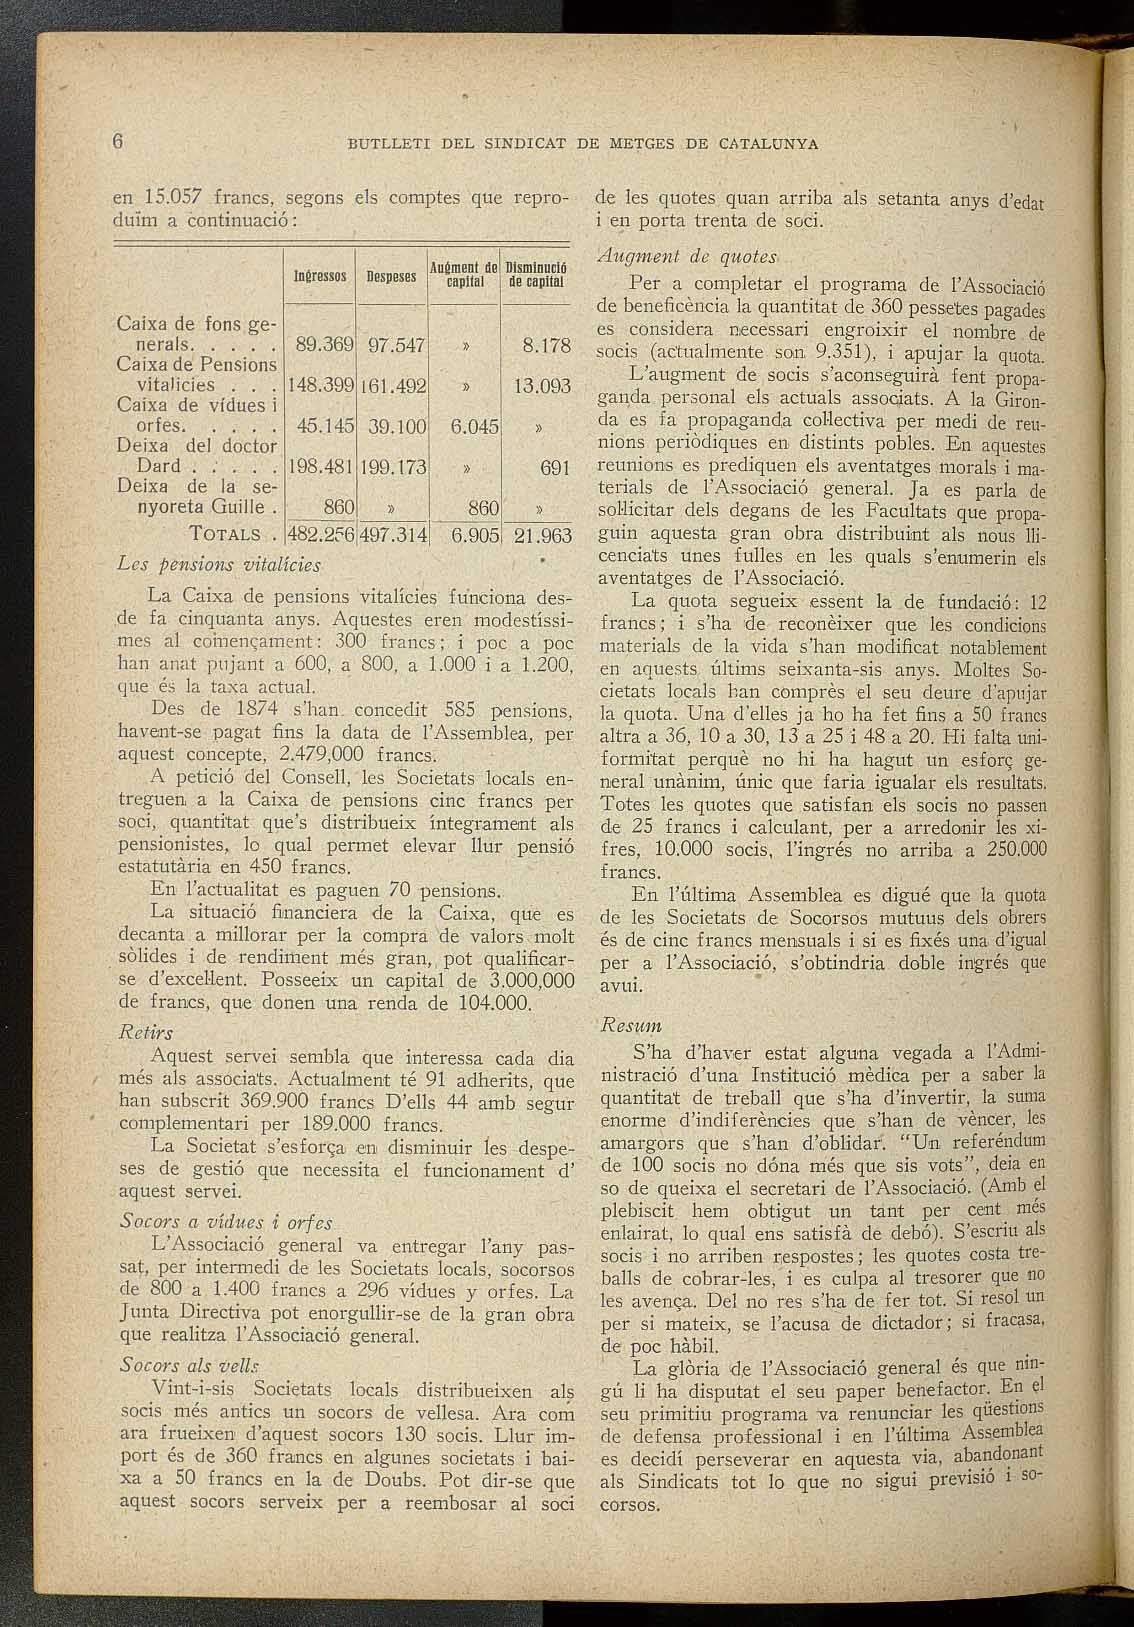 6
BUTLLETI DEL SINDICAT DE METGES DE CATALUNYA
en 15.057 francs, segons els comptes que repro-
duïm a continuació:
Ingressos Despeses Augment de capital Disminució de capital
Caixa de fons ge-
nerals. . . . . . 89.369 97.547 » 8.178
Caixa de Pensions
vitalicies . . . 148.399 161.492 » 13.093
Caixa de vídues i
orfes. . . . . . 45.145 39.100 6.045 »
Deixa del doctor
Dard . . . . . 198.481 199.173 » 691
Deixa de la se-
nyoreta Guille . 860 » 860 »
TOTALS . 482.256 497.314 6.905 21.963
Les pensions vitalícies
La Caixa de pensions vitalícies funciona des-
de fa cinquanta anys. Aquestes eren modestíssi-
mes al començament: 300 francs; i poc a poc
han anat pujant a 600, a 800, a 1.000 i a 1.200,
que és la taxa actual.
Des de 1874 s'han concedit 585 pensions,
havent-se pagat fins la data de l'Assemblea, per
aquest concepte, 2.479,000 francs.
A petició del Consell, les Societats locals en-
treguen a la Caixa de pensions cinc francs per
soci, quantitat que's distribueix íntegrament als
pensionistes, lo qual permet elevar llur pensió
estatutària en 450 francs.
En l'actualitat es paguen 70 pensions.
La situació financiera de la Caixa, que es
decanta a millorar per la compra de valors molt
sòlides i de rendiment més gran, pot qualificar-
se d'excel·lent. Posseeix un capital de 3.000,000
de francs, que donen una renda de 104.000.
Retirs
Aquest servei sembla que interessa cada dia
més als associats. Actualment té 91 adherits, que
han subscrit 369.900 francs D'ells 44 amb segur
complementari per 189.000 francs.
La Societat s'esforça en disminuir les despe-
ses de gestió que necessita el funcionament d'
aquest servei.
Socors a vídues i orfes
L'Associació general va entregar l'any pas-
sat, per intermedi de les Societats locals, socorsos
de 800 a 1.400 francs a 296 vídues y orfes. La
Junta Directiva pot enorgullir-se de la gran obra
que realitza l'Associació general.
Socors als vells
Vint-i-sis Societats locals distribueixen als
socis més antics un socors de vellesa. Ara com
ara frueixen d'aquest socors 130 socis. Llur im-
port és de 360 francs en algunes societats i bai-
xa a 50 francs en la de Doubs. Pot dir-se que
aquest socors serveix per a reembosar al soci
de les quotes quan arriba als setanta anys d'edat
i en porta trenta de soci.
Augment de quotes
Per a completar el programa de l'Associació
de beneficència la quantitat de 360 pessetes pagades
es considera necessari engroixir el nombre de
socis (actualmente son 9.351), i apujar la quota.
L'augment de socis s'aconseguirà fent propa-
ganda personal els actuals associats. A la Giron-
da es fa propaganda col·lectiva per medi de reu-
nions periòdiques en distints pobles. En aquestes
reunions es prediquen els aventatges morals i ma-
terials de l'Associació general. Ja es parla de
sol·licitar dels degans de les Facultats que propa-
guin aquesta gran obra distribuint als nous lli-
cenciats unes fulles en les quals s'enumerin els
aventatges de l'Associació.
La quota segueix essent la de fundació: 12
francs; i s'ha de reconèixer que les condicions
materials de la vida s'han modificat notablement
en aquests últims seixanta-sis anys. Moltes So-
cietats locals han comprès el seu deure d'apujar
la quota. Una d'elles ja ho ha fet fins a 50 francs
altra a 36, 10 a 30, 13 a 25 i 48 a 20. Hi falta uni-
formitat perquè no hi ha hagut un esforç ge-
neral unànim, únic que faria igualar els resultats.
Totes les quotes que satisfan els socis no passen
de 25 francs i calculant, per a arredonir les xi-
fres, 10.000 socis, l'ingrés no arriba a 250.000
francs.
En l'última Assemblea es digué que la quota
de les Societats de Socorsos mutuus dels obrers
és de cinc francs mensuals i si es fixés una d'igual
per a l'Associació, s'obtindria doble ingrés que
avui.
Resum
S'ha d'haver estat alguna vegada a l'Admi-
nistració d'una Institució mèdica per a saber la
quantitat de treball que s'ha d'invertir, la suma
enorme d'indiferències que s'han de vèncer, les
amargors que s'han d'oblidar. "Un referéndum
de 100 socis no dóna més que sis vots", deia en
so de queixa el secretari de l'Associació. (Amb el
plebiscit hem obtigut un tant per cent més
enlairat, lo qual ens satisfà de debó). S'escriu als
socis i no arriben respostes; les quotes costa tre-
balls de cobrar-les, i es culpa al tresorer que no
les avença. Del no res s'ha de fer tot. Si resol un
per si mateix, se l'acusa de dictador; si fracasa,
de poc hàbil.
La glòria de l'Associació general és que nin-
gú li ha disputat el seu paper benefactor. En el
seu primitiu programa va renunciar les qüestions
de defensa professional i en l'última Assemblea
es decidí perseverar en aquesta via, abandonant
als Sindicats tot lo que no sigui previsió i so-
corsos.